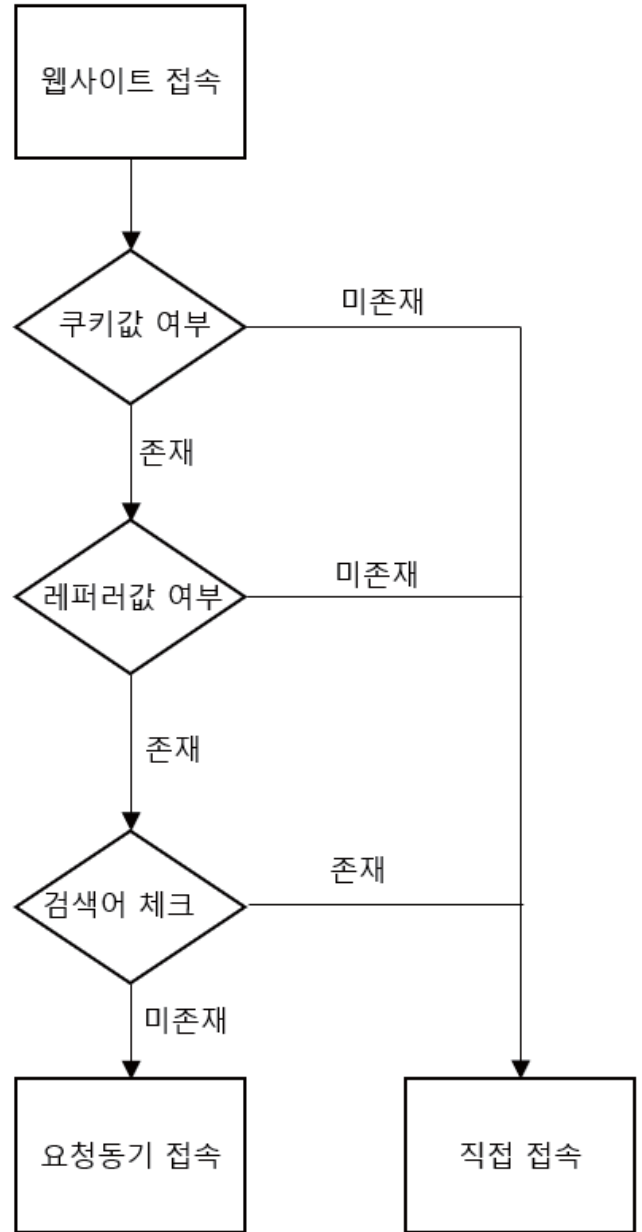 웹사이트 접속
쿠키값 여부
미존재
존재
레퍼러값 여부
미존재
존재
검색어 체크
존재
미존재
요청동기 접속
직접 접속